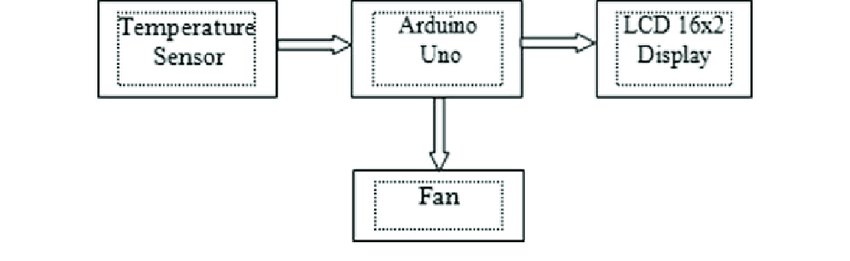 Temperature
Sensor
Arduino
Uno
LCD 16x2
Display
Fan